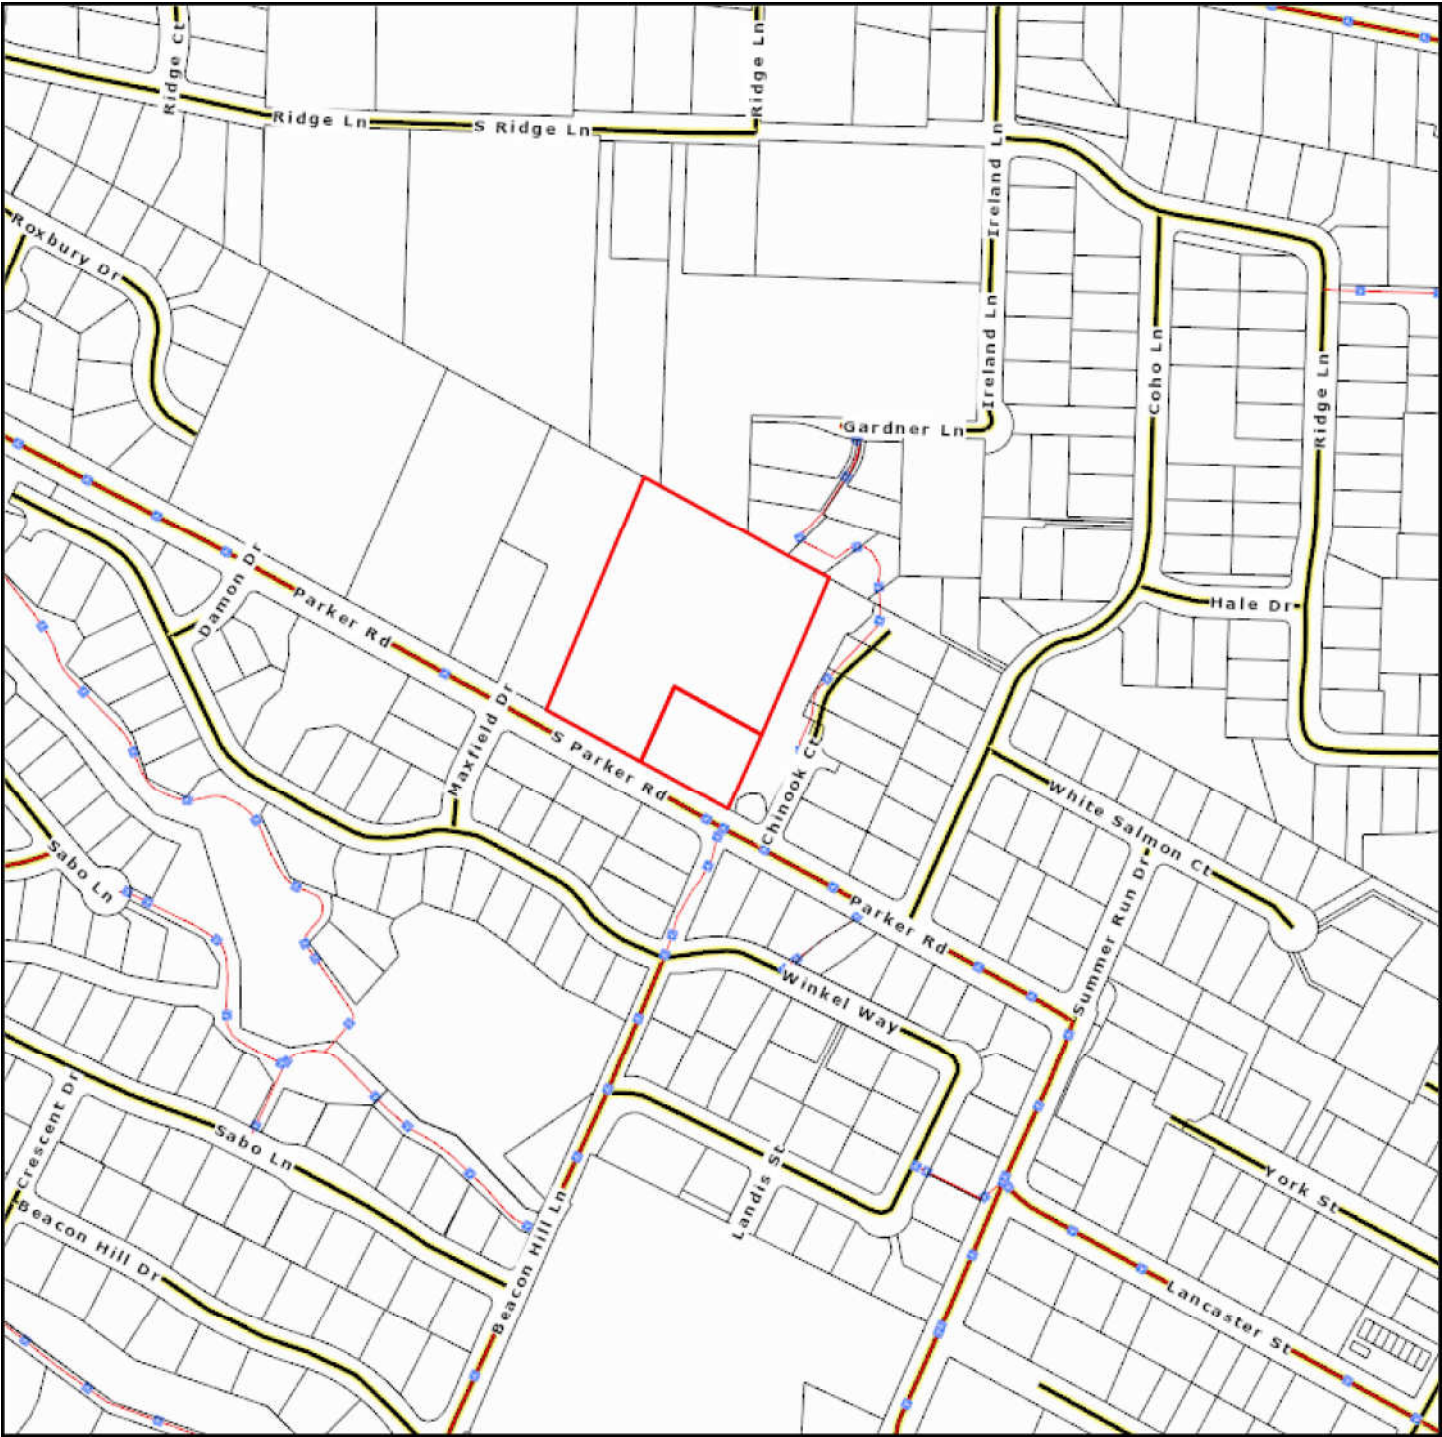 Ridge Ct
Ridge Ln
S Ridge Ln
Ridge Ln
Ireland Ln
Roxbury Dr
Ireland Ln
Coho Ln
Ridge Ln
Gardner Ln
Damon Dr
Parker Rd
Hale Dr
Maxfield Dr
S Parker Rd
Chinook Ct
White Salmon Ct
Sabo Ln
Parker Rd
Summer Run Dr
Winkel Way
Crescent Dr
Sabo Ln
Landis St
York St
Beacon Hill Dr
Beacon Hill Ln
Lancaster St